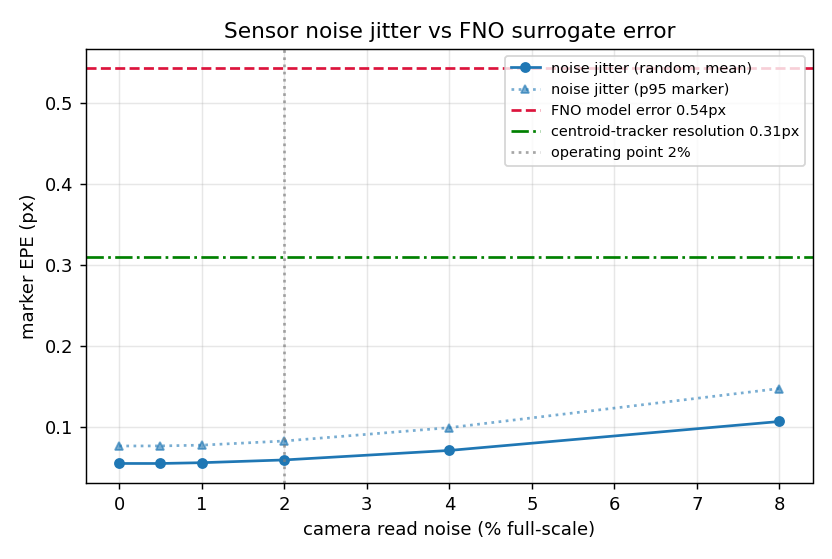 Sensor noise jitter vs FNO surrogate error
noise jitter (random, mean)
noise jitter (p95 marker)
FNO model error 0.54px
centroid-tracker resolution 0.31px
operating point 2%
marker EPE (px)
0.5
0.4
0.3
0.2
0.1
0 1 2 3 4 5 6 7 8
camera read noise (% full-scale)